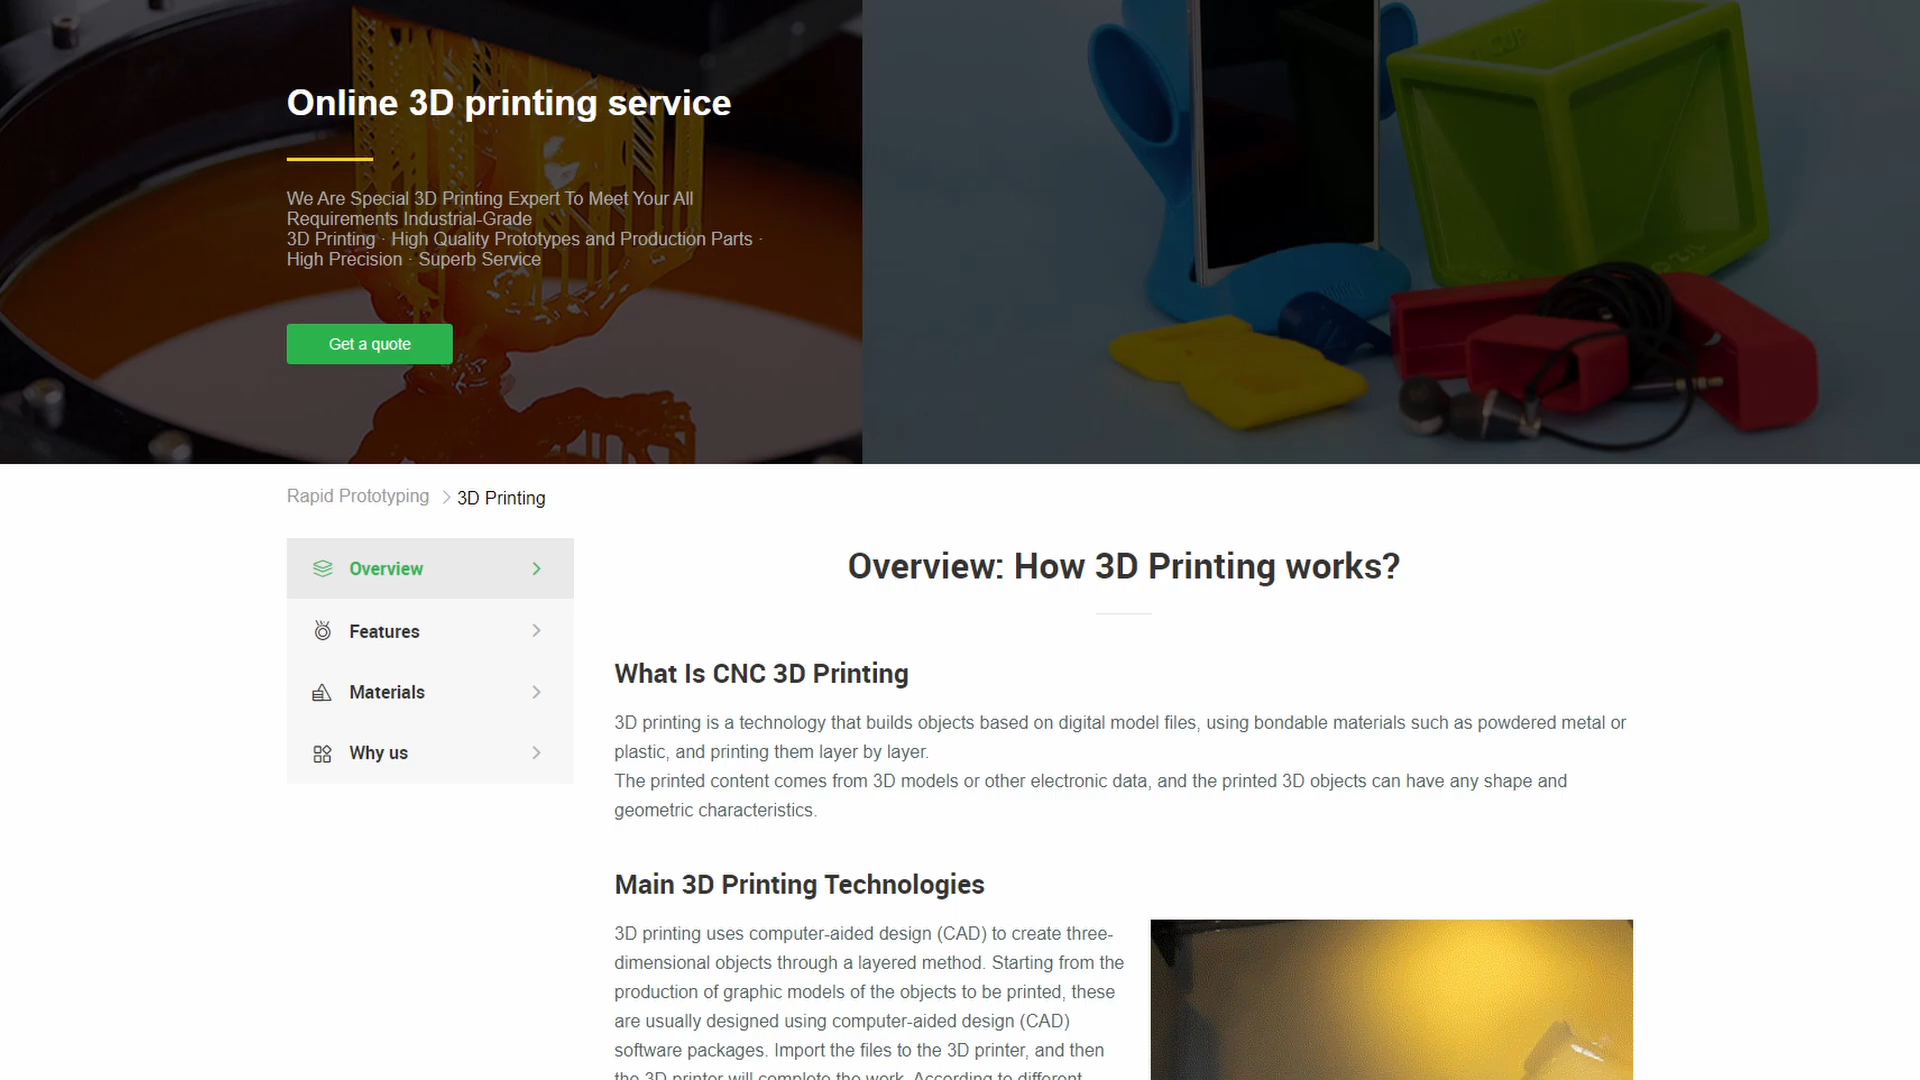 Online 3D printing service
We Are Special 3D Printing Expert To Meet Your All
Requirements Industrial-Grade
3D Printing · High Quality Prototypes and Production Parts ·
High Precision · Superb Service
Get a quote
Rapid Prototyping > 3D Printing
Overview
Features
Materials
Why us
Overview: How 3D Printing works?
What Is CNC 3D Printing
3D printing is a technology that builds objects based on digital model files, using bondable materials such as powdered metal or
plastic, and printing them layer by layer.
The printed content comes from 3D models or other electronic data, and the printed 3D objects can have any shape and
geometric characteristics.
Main 3D Printing Technologies
3D printing uses computer-aided design (CAD) to create three-
dimensional objects through a layered method. Starting from the
production of graphic models of the objects to be printed, these
are usually designed using computer-aided design (CAD)
software packages. Import the files to the 3D printer, and then
the 3D printer will complete the work. According to different